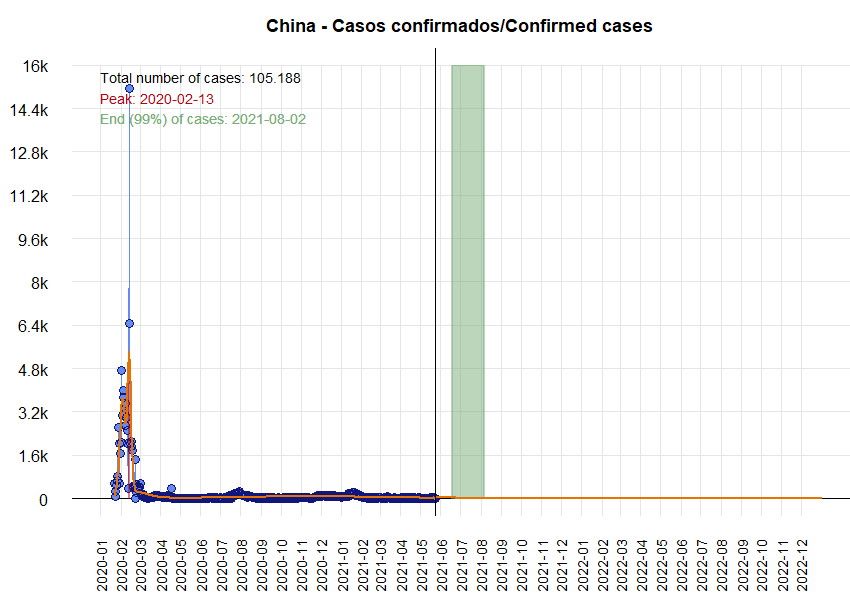 China - Casos confirmados/Confirmed cases
Total number of cases: 105.188
Peak: 2020-02-13
End (99%) of cases: 2021-08-02
16k
14.4k
12.8k
11.2k
9.6k
8k
6.4k
4.8k
3.2k
1.6k
0
2020-01
2020-02
2020-03
2020-04
2020-05
2020-06
2020-07
2020-08
2020-09
2020-10
2020-11
2020-12
2021-01
2021-02
2021-03
2021-04
2021-05
2021-06
2021-07
2021-08
2021-09
2021-10
2021-11
2021-12
2022-01
2022-02
2022-03
2022-04
2022-05
2022-06
2022-07
2022-08
2022-09
2022-10
2022-11
2022-12